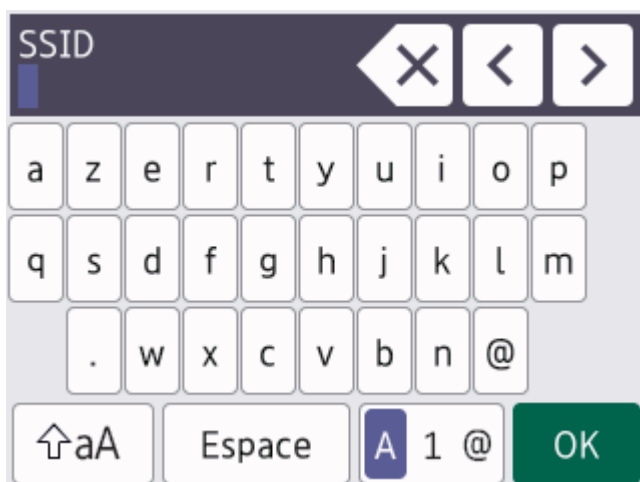 SSID
a z e r t y u i o p
q s d f g h j k l m
. w x c v b n @
aA Espace A 1 @ OK